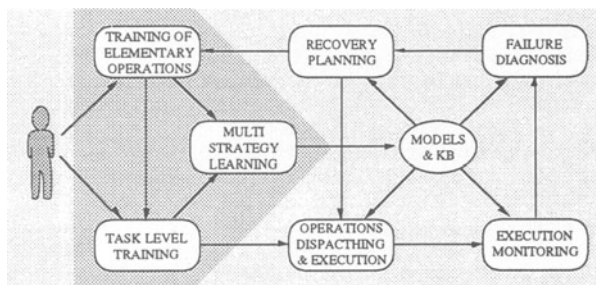 TRAINING OF
ELEMENTARY
OPERATIONS
RECOVERY
PLANNING
FAILURE
DIAGNOSIS
MULTI
STRATEGY
LEARNING
MODELS
& KB
TASK LEVEL
TRAINING
OPERATIONS
DISPACTHING
& EXECUTION
EXECUTION
MONITORING